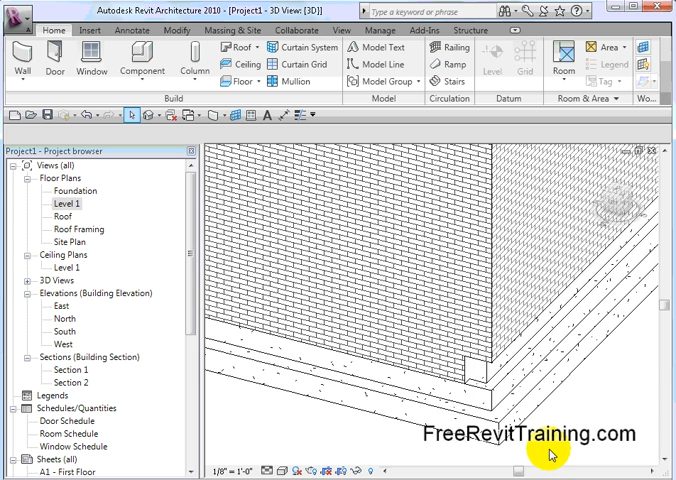 Autodesk Revit Architecture 2010 - [Project1 - 3D View: {3D}]
Type a keyword or phrase
Home Insert Annotate Modify Massing & Site Collaborate View Manage Add-Ins Structure
Wall Door Window Component Column
Roof Curtain System
Ceiling Curtain Grid
Floor Mullion
Model Text
Model Line
Model Group
Railing
Ramp
Stairs
Level Grid
Room
Area
Legend
Tag
Build Model Circulation Datum Room & Area Wo...
Project1 - Project browser
Views (all)
Floor Plans
Foundation
Level 1
Roof
Roof Framing
Site Plan
Ceiling Plans
Level 1
3D Views
Elevations (Building Elevation)
East
North
South
West
Sections (Building Section)
Section 1
Section 2
Legends
Schedules/Quantities
Door Schedule
Room Schedule
Window Schedule
Sheets (all)
A1 - First Floor
FreeRevitTraining.com
1/8" = 1'-0"